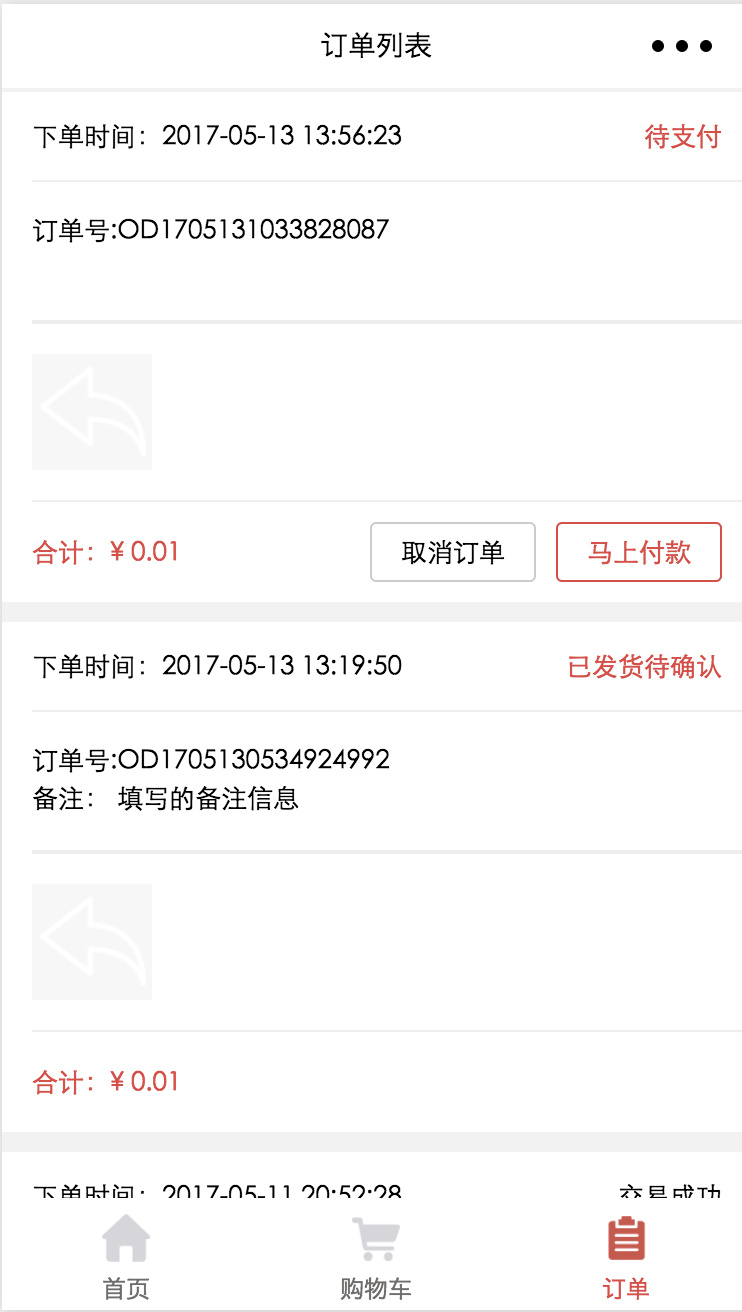 订单列表
下单时间：2017-05-13 13:56:23 待支付
订单号:OD1705131033828087
合计：¥ 0.01 取消订单 马上付款
下单时间：2017-05-13 13:19:50 已发货待确认
订单号:OD1705130534924992
备注： 填写的备注信息
合计：¥ 0.01
下单时间：2017-05-11 20:52:28 交易成功
首页 购物车 订单